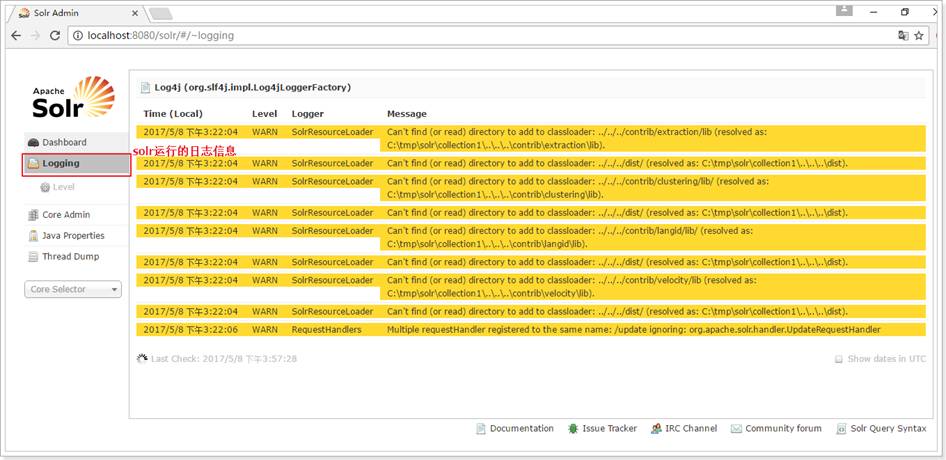 Solr Admin
localhost:8080/solr/#/~logging
Apache
Solr
Dashboard
Logging
solr运行的日志信息
Level
Core Admin
Java Properties
Thread Dump
Core Selector
Log4j (org.slf4j.impl.Log4jLoggerFactory)
Time (Local) Level Logger Message
2017/5/8 下午3:22:04 WARN SolrResourceLoader Can't find (or read) directory to add to classloader: ../../../contrib/extraction/lib (resolved as:
C:\tmp\solr\collection1\..\..\..\contrib\extraction\lib).
2017/5/8 下午3:22:04 WARN SolrResourceLoader Can't find (or read) directory to add to classloader: ../../../dist/ (resolved as: C:\tmp\solr\collection1\..\..\..\dist).
2017/5/8 下午3:22:04 WARN SolrResourceLoader Can't find (or read) directory to add to classloader: ../../../contrib/clustering/lib/ (resolved as:
C:\tmp\solr\collection1\..\..\..\contrib\clustering\lib).
2017/5/8 下午3:22:04 WARN SolrResourceLoader Can't find (or read) directory to add to classloader: ../../../dist/ (resolved as: C:\tmp\solr\collection1\..\..\..\dist).
2017/5/8 下午3:22:04 WARN SolrResourceLoader Can't find (or read) directory to add to classloader: ../../../contrib/langid/lib/ (resolved as:
C:\tmp\solr\collection1\..\..\..\contrib\langid\lib).
2017/5/8 下午3:22:04 WARN SolrResourceLoader Can't find (or read) directory to add to classloader: ../../../dist/ (resolved as: C:\tmp\solr\collection1\..\..\..\dist).
2017/5/8 下午3:22:04 WARN SolrResourceLoader Can't find (or read) directory to add to classloader: ../../../contrib/velocity/lib (resolved as:
C:\tmp\solr\collection1\..\..\..\contrib\velocity\lib).
2017/5/8 下午3:22:04 WARN SolrResourceLoader Can't find (or read) directory to add to classloader: ../../../dist/ (resolved as: C:\tmp\solr\collection1\..\..\..\dist).
2017/5/8 下午3:22:06 WARN RequestHandlers Multiple requestHandler registered to the same name: /update ignoring: org.apache.solr.handler.UpdateRequestHandler
Last Check: 2017/5/8 下午3:57:28
Show dates in UTC
Documentation Issue Tracker IRC Channel Community forum Solr Query Syntax